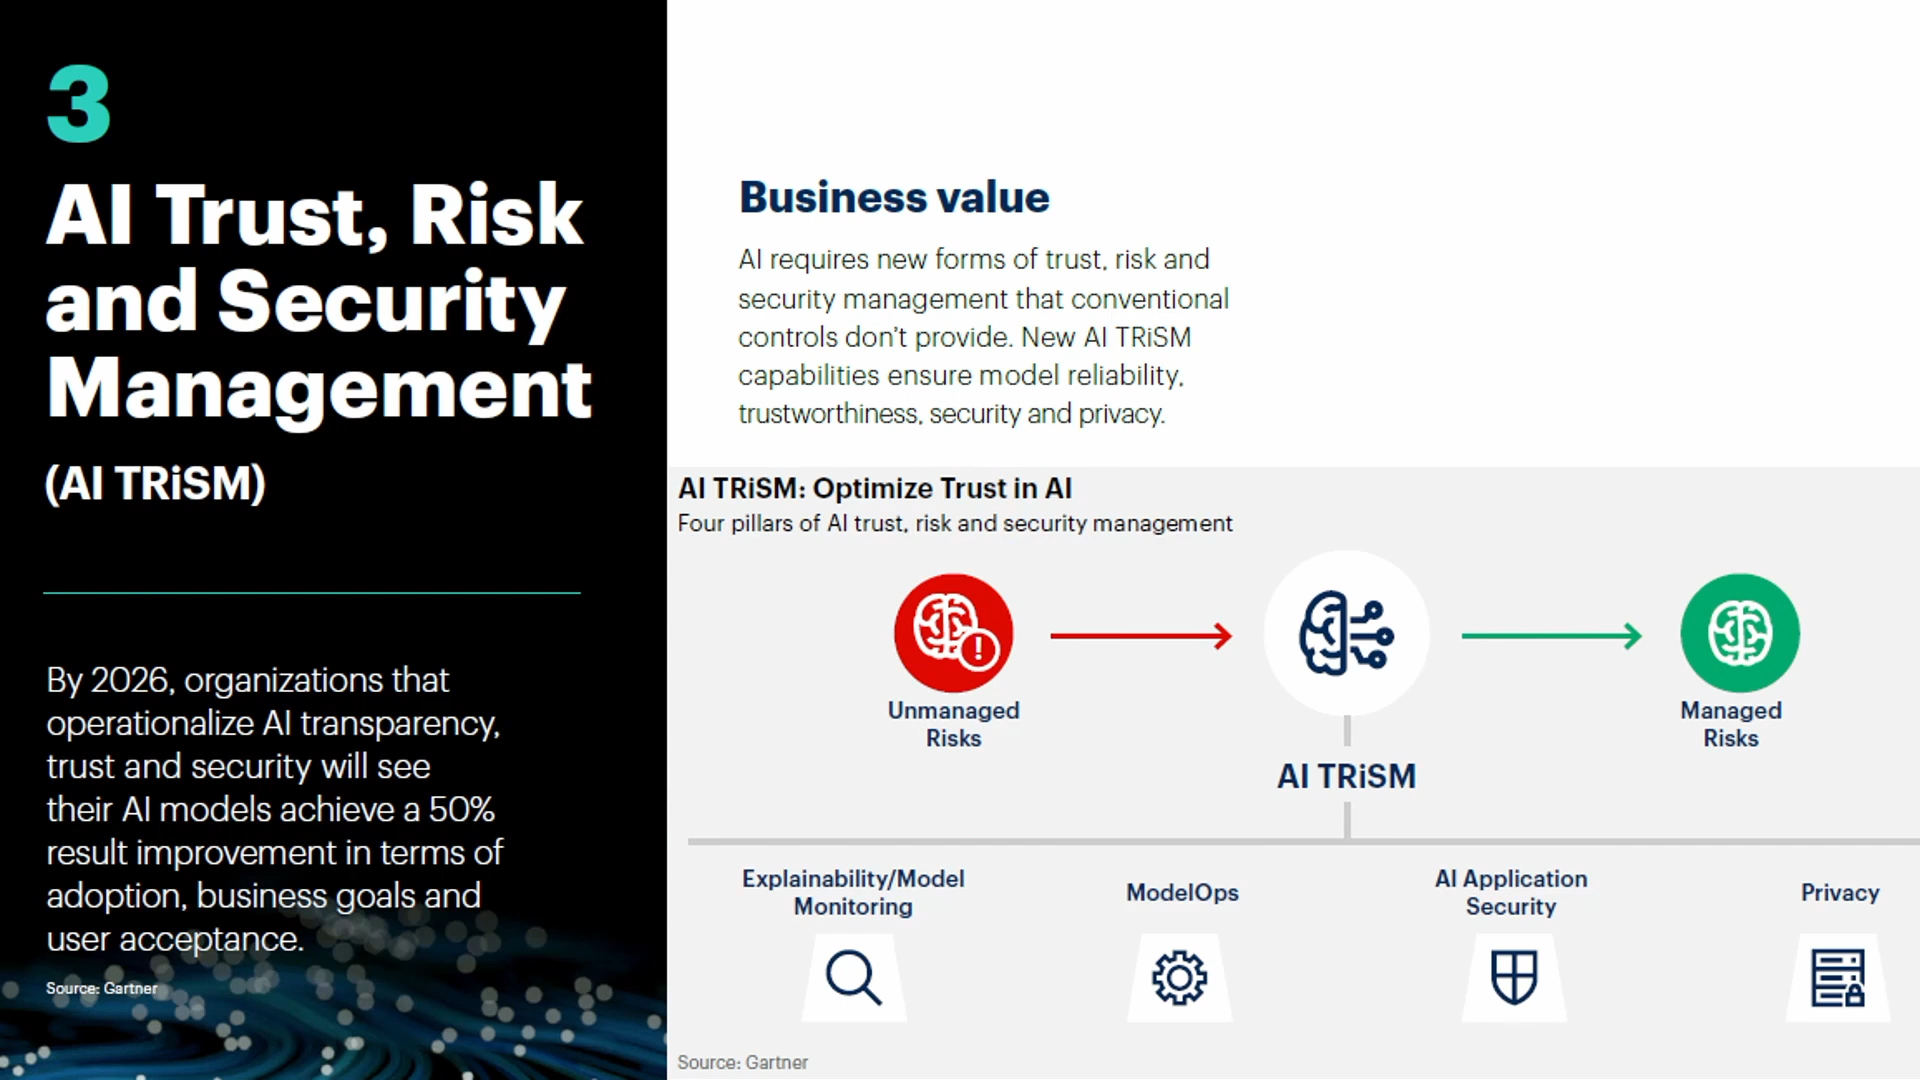 3
AI Trust, Risk
and Security
Management
(AI TRiSM)
By 2026, organizations that
operationalize AI transparency,
trust and security will see
their AI models achieve a 50%
result improvement in terms of
adoption, business goals and
user acceptance.
Source: Gartner
Business value
AI requires new forms of trust, risk and
security management that conventional
controls don't provide. New AI TRiSM
capabilities ensure model reliability,
trustworthiness, security and privacy.
AI TRiSM: Optimize Trust in AI
Four pillars of AI trust, risk and security management
Unmanaged
Risks
Managed
Risks
AI TRiSM
Explainability/Model
Monitoring
ModelOps
AI Application
Security
Privacy
Source: Gartner